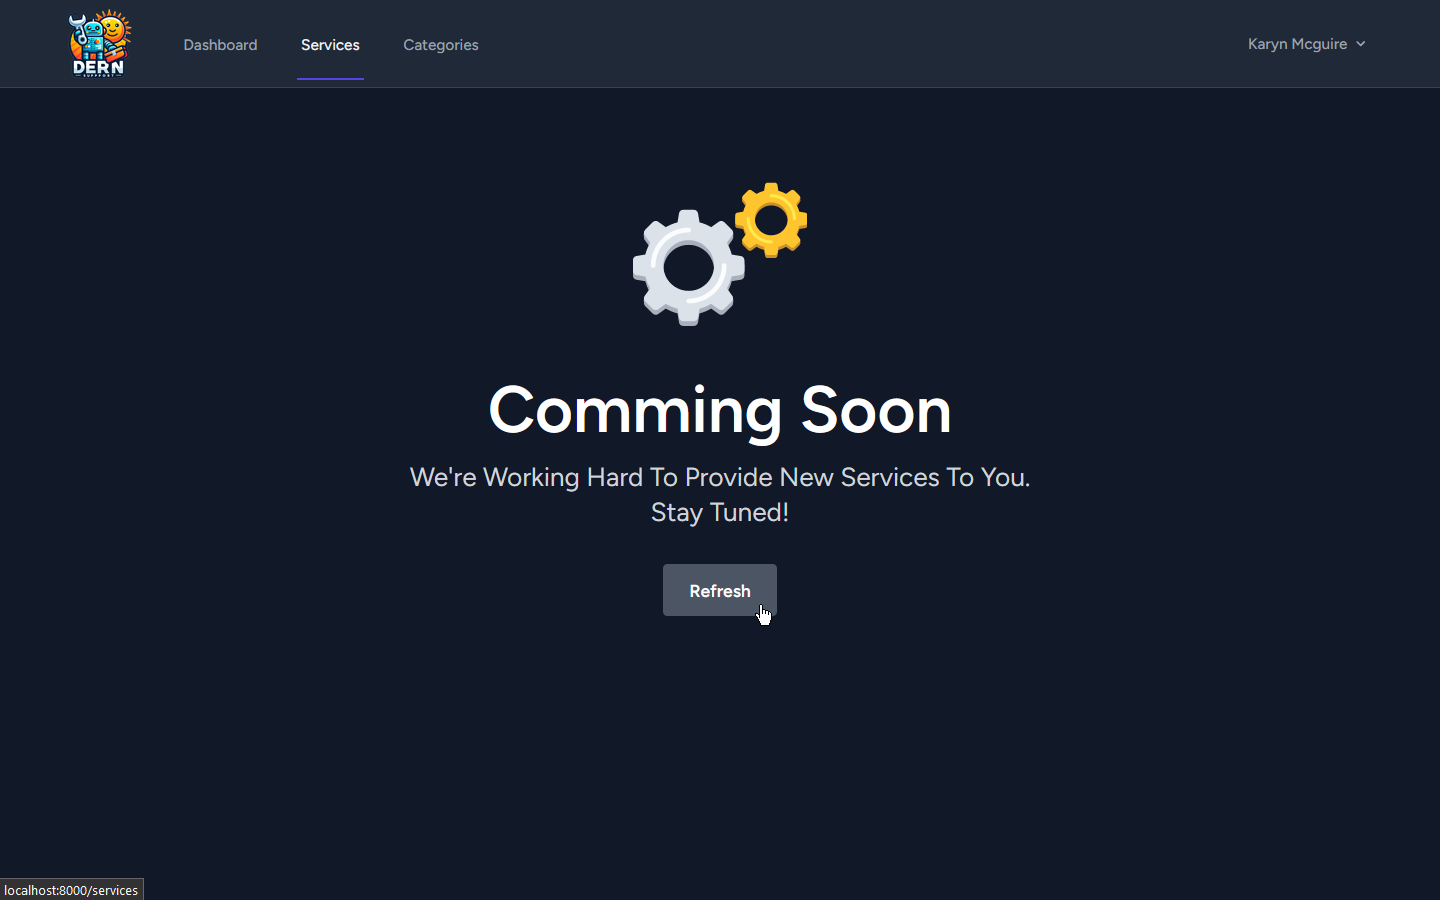 DERN
SUPPPORT
Dashboard
Services
Categories
Karyn Mcguire
Comming Soon
We're Working Hard To Provide New Services To You.
Stay Tuned!
Refresh
localhost:8000/services